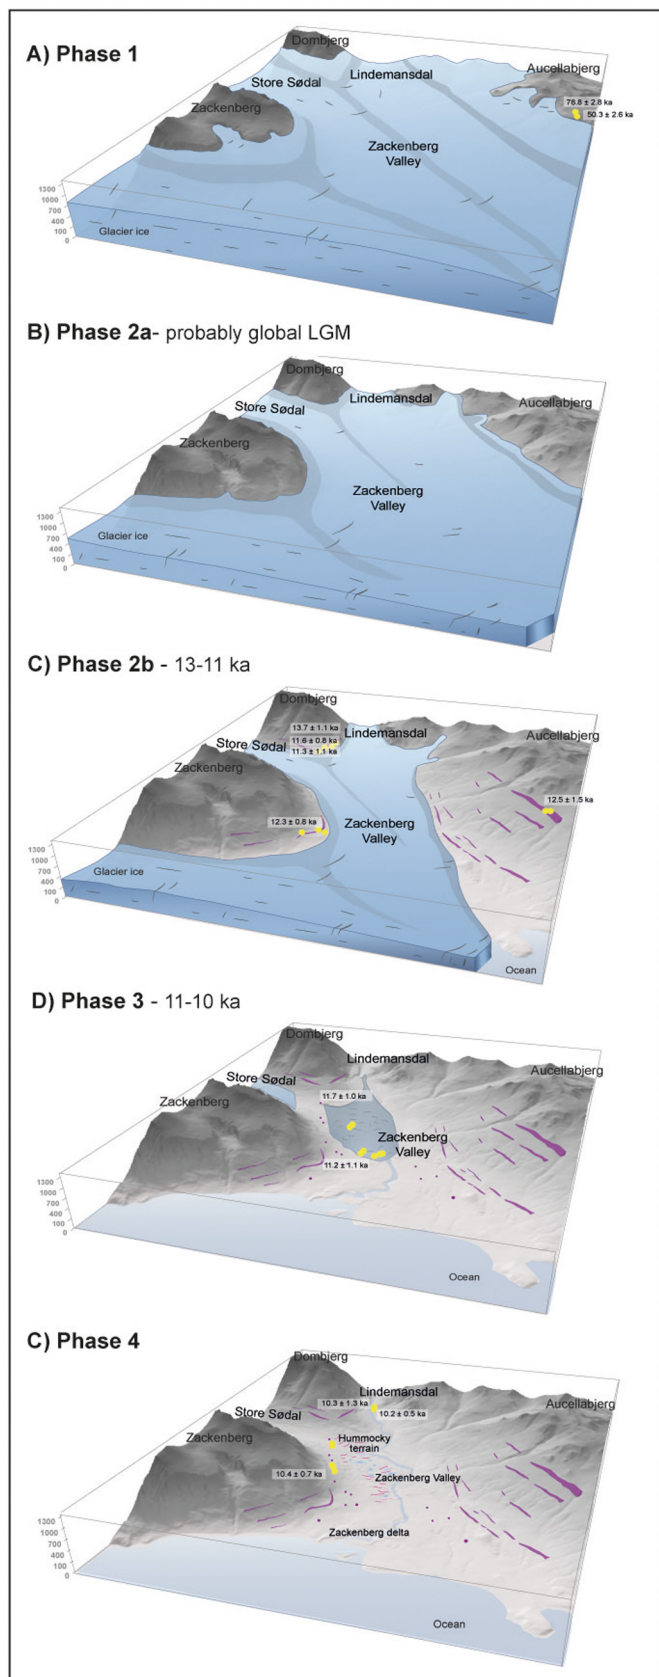 A) Phase 1
Dombjerg
Lindemansdal
Aucellabjerg
Store Sødal
Zackenberg
76.8 ± 2.8 ka
50.3 ± 2.6 ka
Zackenberg
Valley
1300
1000
700
400
100
0
Glacier ice
B) Phase 2a- probably global LGM
Dombjerg
Lindemansdal
Aucellabjerg
Store Sødal
Zackenberg
Zackenberg
Valley
1300
1000
700
400
100
0
Glacier ice
C) Phase 2b - 13-11 ka
Dombjerg
13.7 ± 1.1 ka
11.6 ± 0.8 ka
11.3 ± 1.1 ka
Lindemansdal
Aucellabjerg
Store Sødal
Zackenberg
12.5 ± 1.5 ka
12.3 ± 0.8 ka
Zackenberg
Valley
1300
1000
700
400
100
0
Glacier ice
Ocean
D) Phase 3 - 11-10 ka
Dombjerg
Lindemansdal
Aucellabjerg
Store Sødal
Zackenberg
11.7 ± 1.0 ka
Zackenberg
Valley
11.2 ± 1.1 ka
1300
1000
700
400
100
0
Ocean
C) Phase 4
Dombjerg
Lindemansdal
Aucellabjerg
10.3 ± 1.3 ka
10.2 ± 0.5 ka
Store Sødal
Zackenberg
Hummocky
terrain
10.4 ± 0.7 ka
Zackenberg Valley
1300
1000
700
400
100
0
Zackenberg delta
Ocean